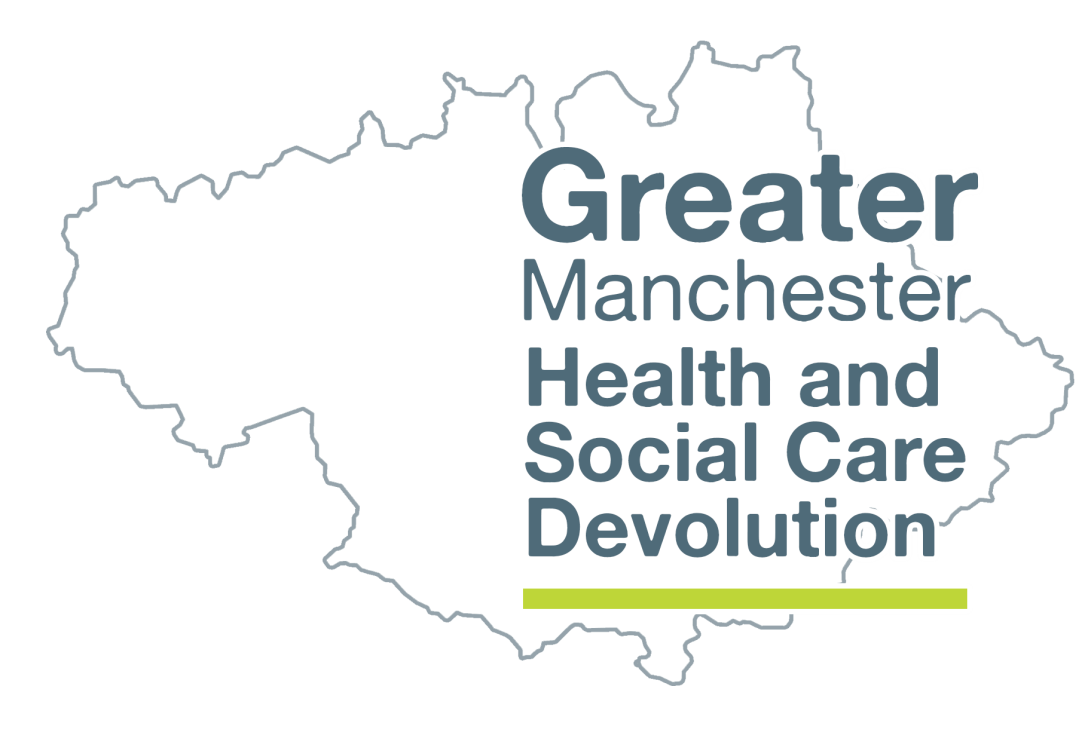 Greater
Manchester
Health and
Social Care
Devolution